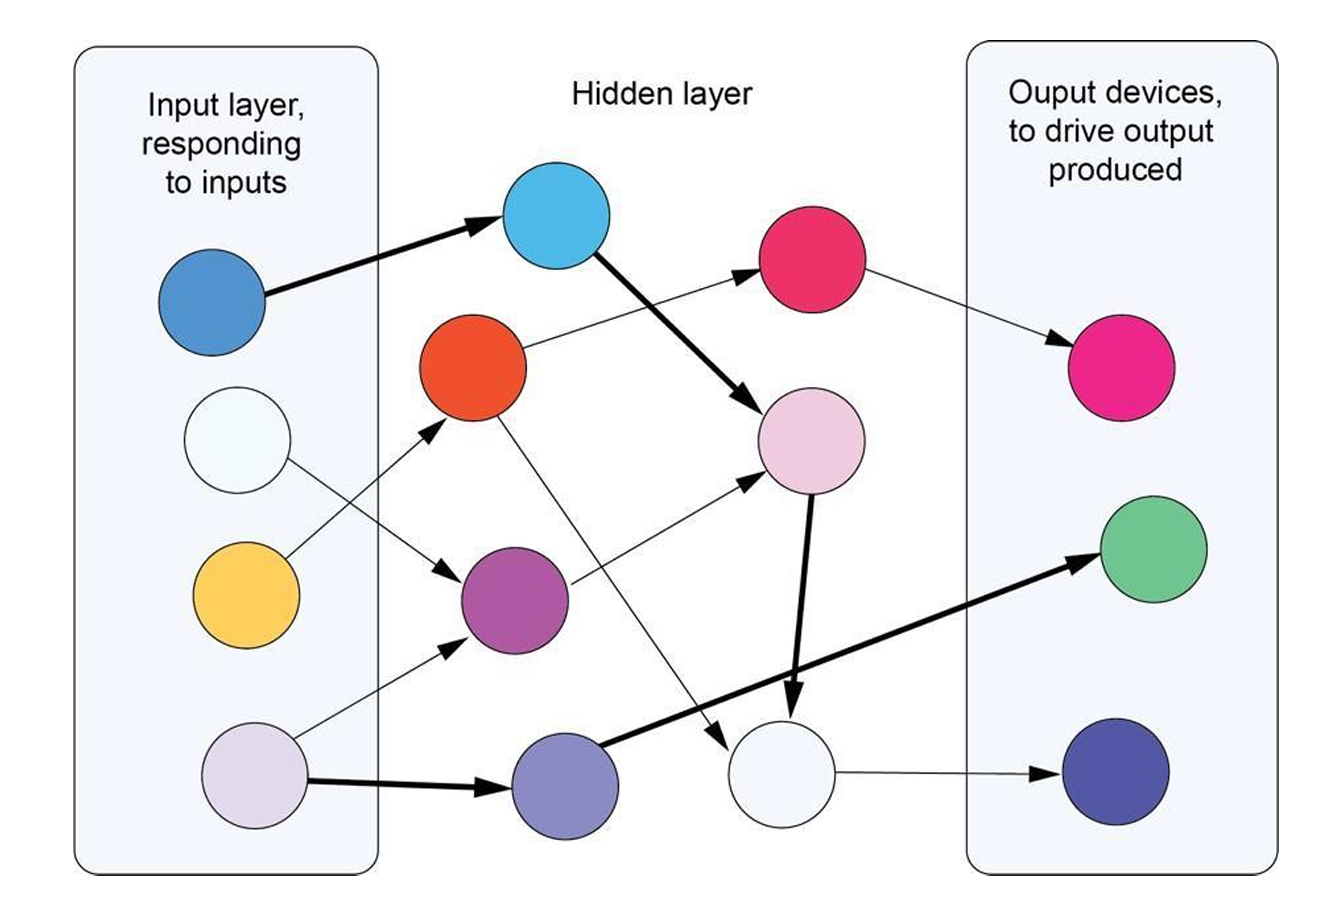 Input layer,
responding
to inputs
Hidden layer
Ouput devices,
to drive output
produced